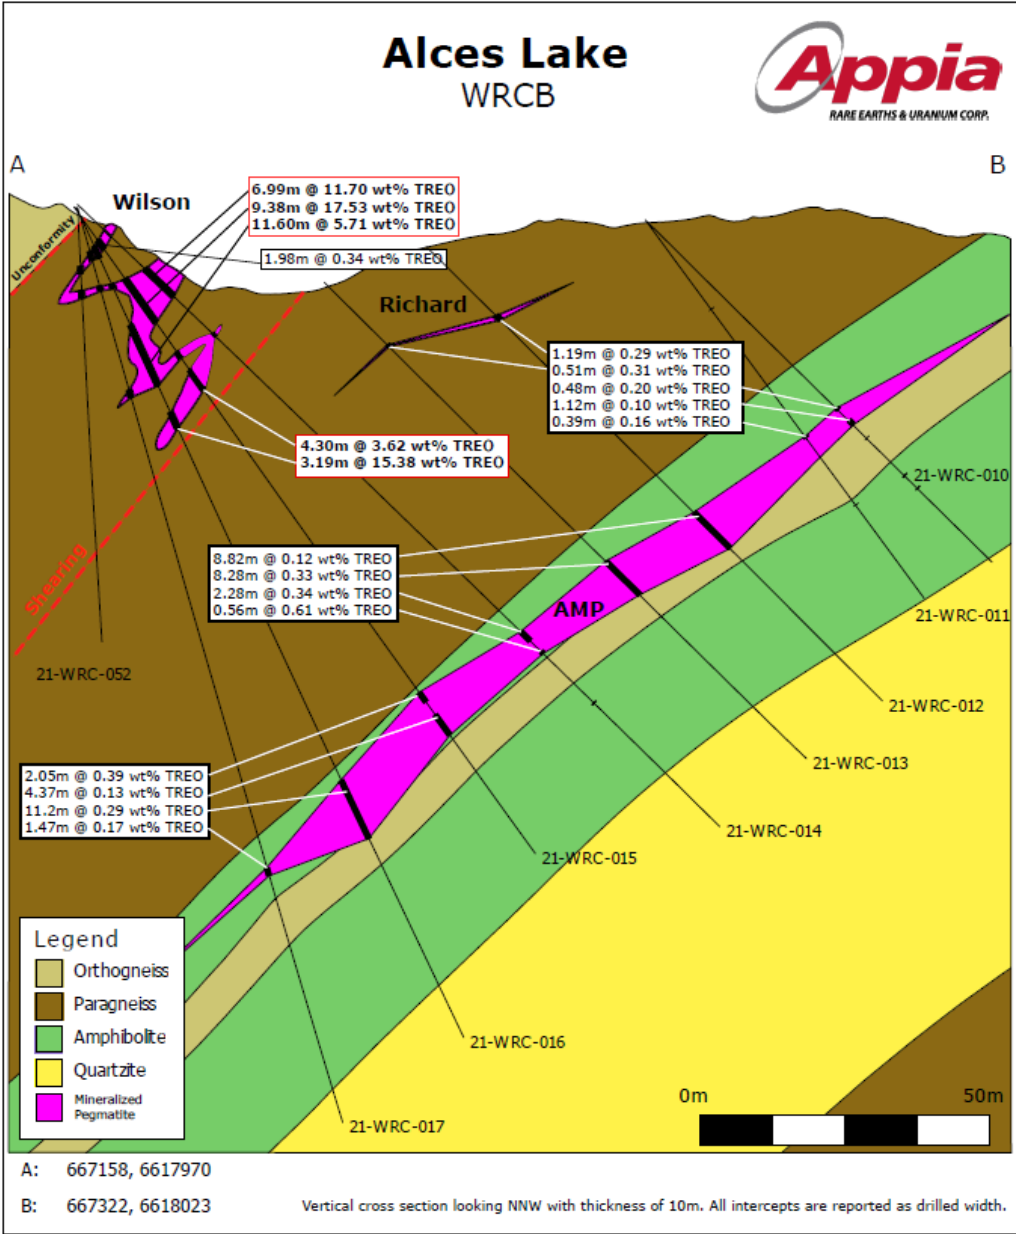 Alces Lake
WRCB
Appia
RARE EARTHS & URANIUM CORP.
A
B
Wilson
6.99m @ 11.70 wt% TREO
9.38m @ 17.53 wt% TREO
11.60m @ 5.71 wt% TREO
Unconformity
1.98m @ 0.34 wt% TREO
Richard
1.19m @ 0.29 wt% TREO
0.51m @ 0.31 wt% TREO
0.48m @ 0.20 wt% TREO
1.12m @ 0.10 wt% TREO
0.39m @ 0.16 wt% TREO
4.30m @ 3.62 wt% TREO
3.19m @ 15.38 wt% TREO
21-WRC-010
Shearing
8.82m @ 0.12 wt% TREO
8.28m @ 0.33 wt% TREO
2.28m @ 0.34 wt% TREO
0.56m @ 0.61 wt% TREO
AMP
21-WRC-011
21-WRC-052
21-WRC-012
21-WRC-013
2.05m @ 0.39 wt% TREO
4.37m @ 0.13 wt% TREO
11.2m @ 0.29 wt% TREO
1.47m @ 0.17 wt% TREO
21-WRC-014
21-WRC-015
Legend
Orthogneiss
Paragneiss
Amphibolite
Quartzite
Mineralized
Pegmatite
21-WRC-016
0m
50m
21-WRC-017
A: 667158, 6617970
B: 667322, 6618023
Vertical cross section looking NNW with thickness of 10m. All intercepts are reported as drilled width.